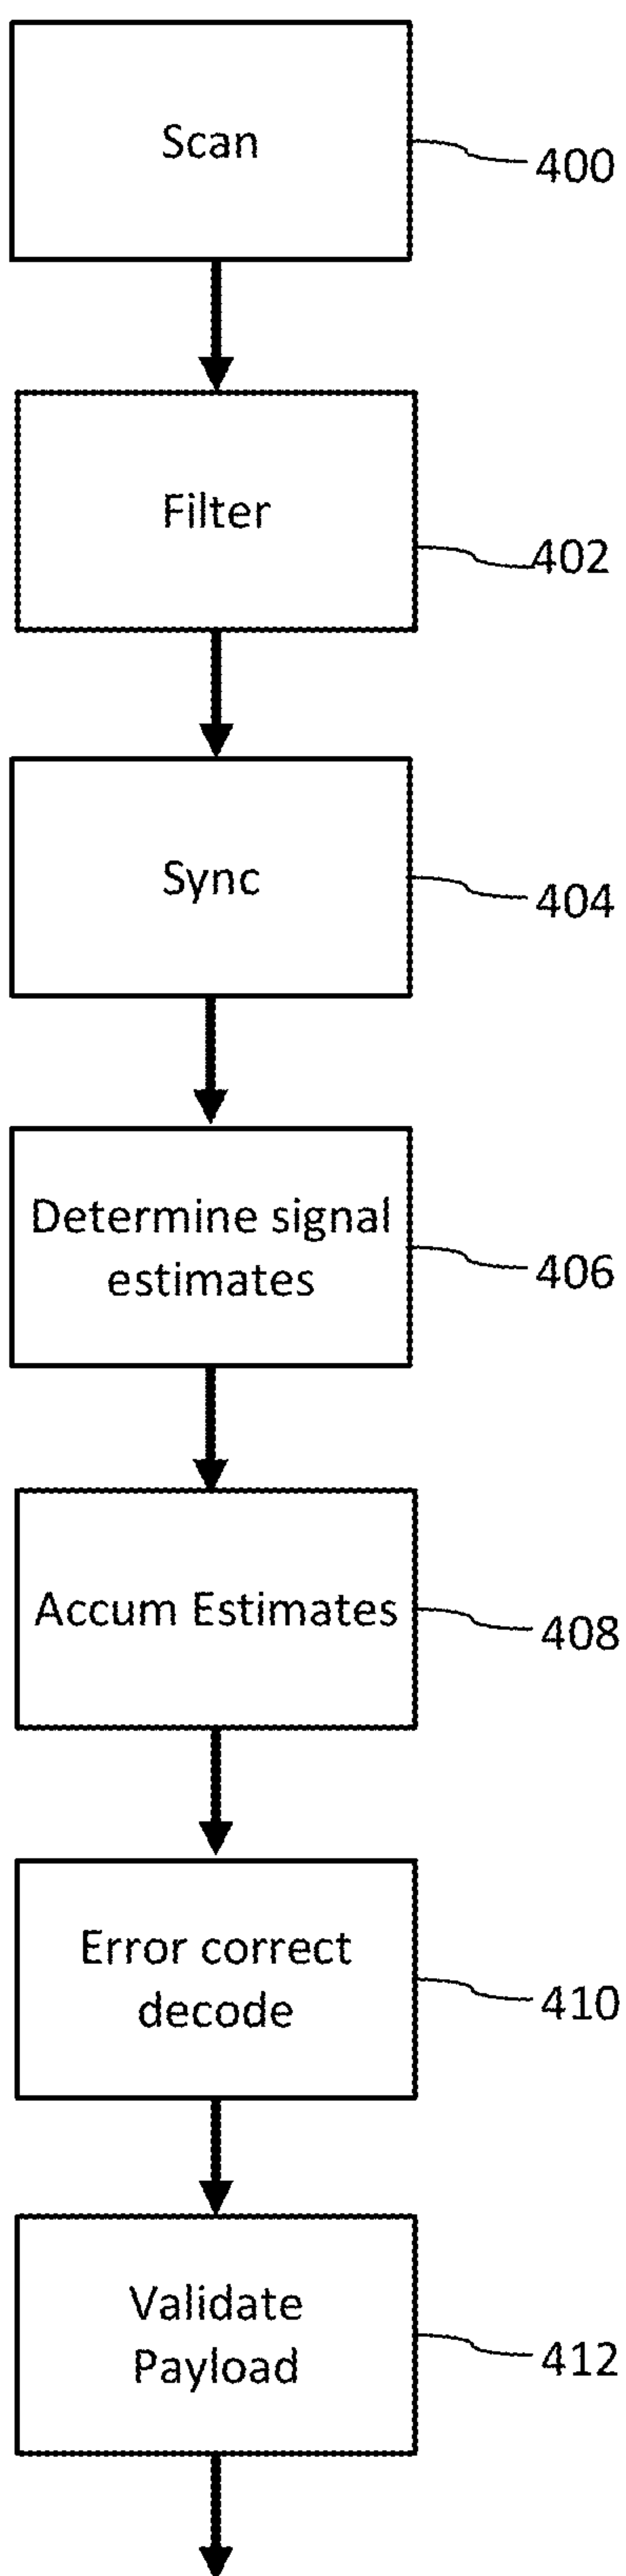 Scan
400
Filter
402
Sync
404
Determine signal
estimates
406
Accum Estimates
408
Error correct
decode
410
Validate
Payload
412